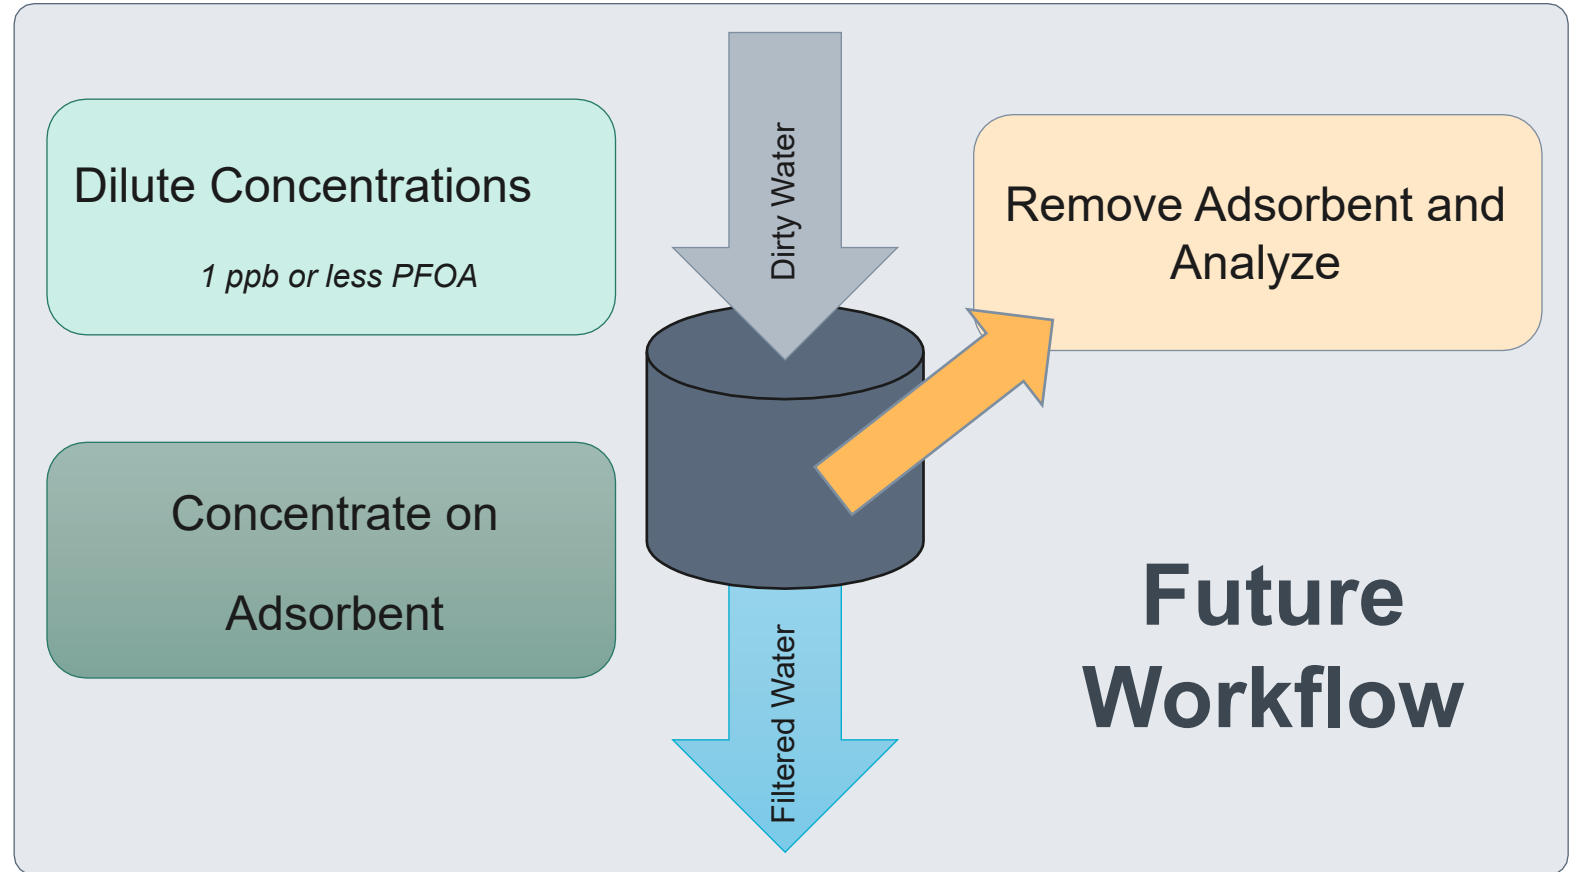 Dilute Concentrations
1 ppb or less PFOA
Concentrate on
Adsorbent
Dirty Water
Filtered Water
Remove Adsorbent and
Analyze
Future
Workflow